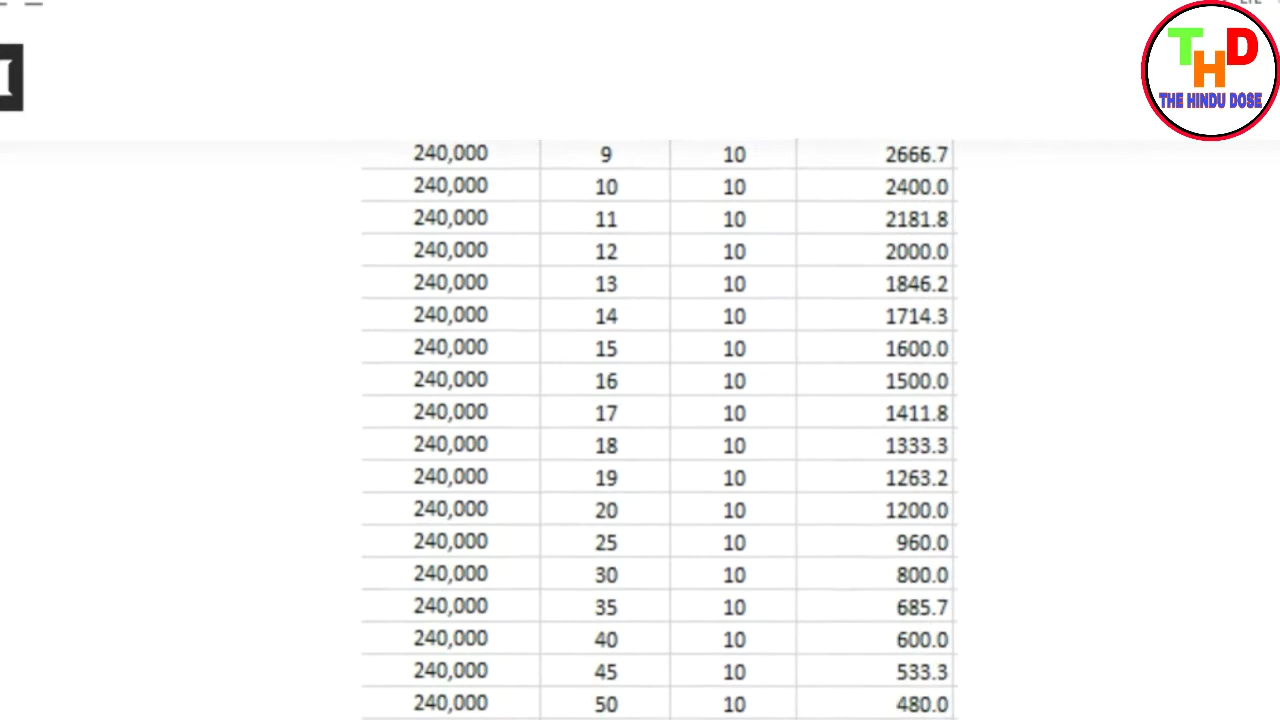 THD
THE HINDU DOSE
240,000 9 10 2666.7
240,000 10 10 2400.0
240,000 11 10 2181.8
240,000 12 10 2000.0
240,000 13 10 1846.2
240,000 14 10 1714.3
240,000 15 10 1600.0
240,000 16 10 1500.0
240,000 17 10 1411.8
240,000 18 10 1333.3
240,000 19 10 1263.2
240,000 20 10 1200.0
240,000 25 10 960.0
240,000 30 10 800.0
240,000 35 10 685.7
240,000 40 10 600.0
240,000 45 10 533.3
240,000 50 10 480.0